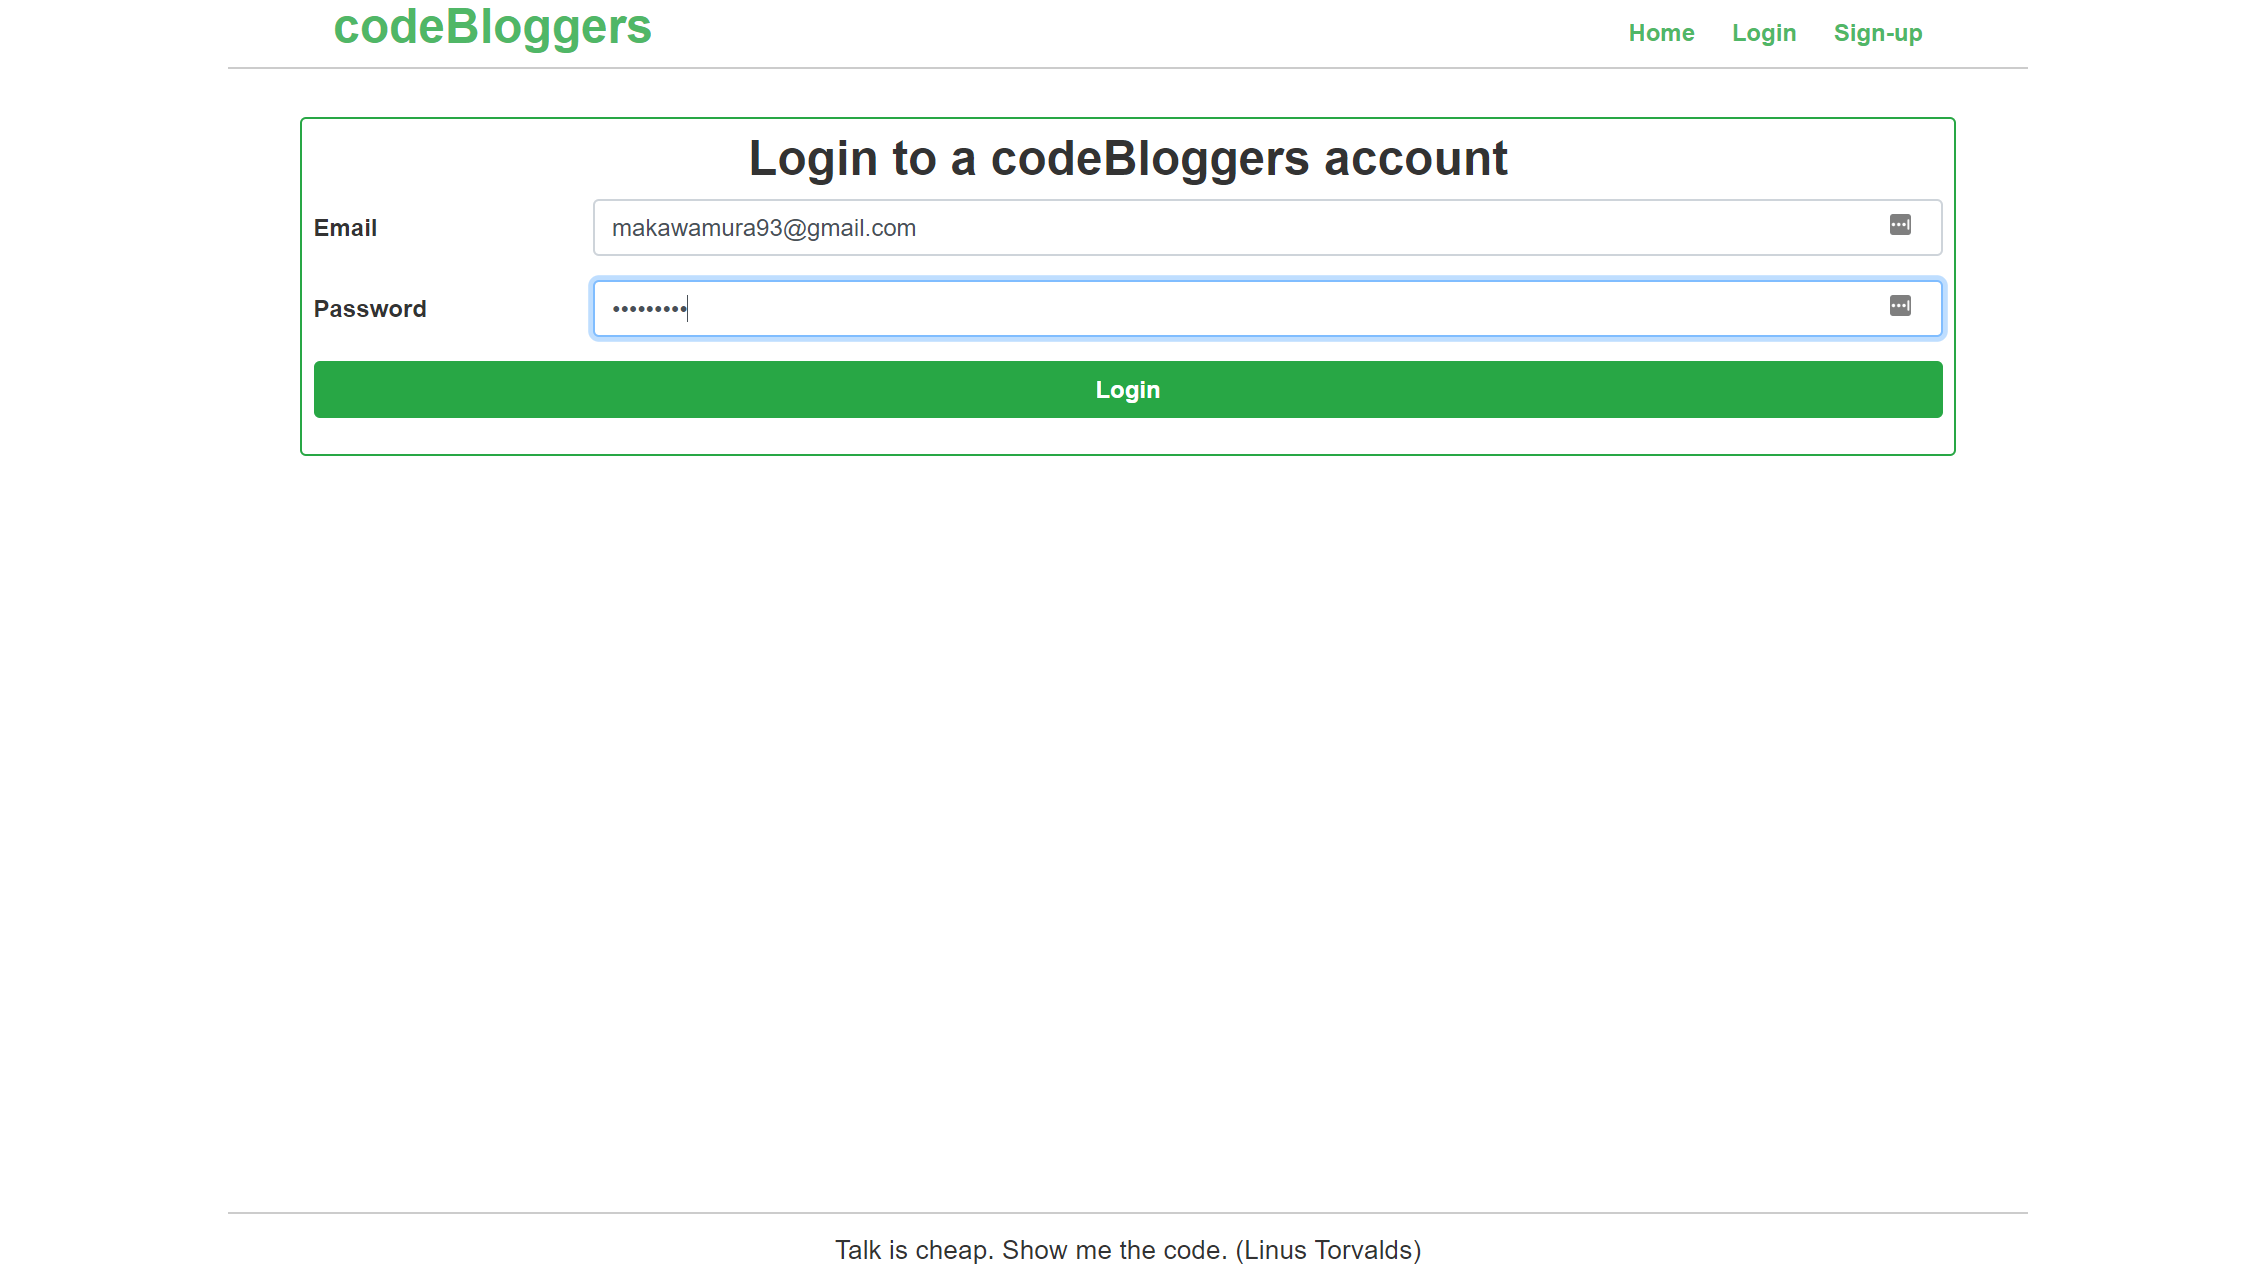 codeBloggers
Home Login Sign-up
Login to a codeBloggers account
Email makawamura93@gmail.com
Password •••••••••
Login
Talk is cheap. Show me the code. (Linus Torvalds)